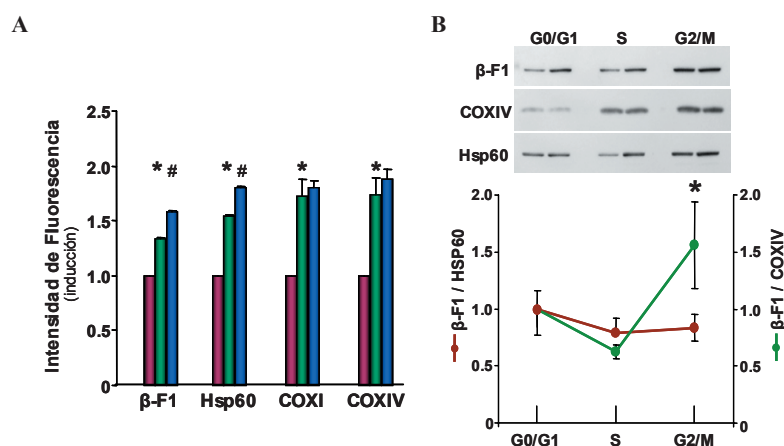 A
Intensidad de Fluorescencia
(inducción)
2.5
2.0
1.5
1.0
0.5
0
* #
* #
*
*
β-F1
Hsp60
COXI
COXIV
B
G0/G1
S
G2/M
β-F1
COXIV
Hsp60
β-F1 / HSP60
2.0
1.5
1.0
0.5
0
*
2.0
1.5
1.0
0.5
0
β-F1 / COXIV
G0/G1
S
G2/M